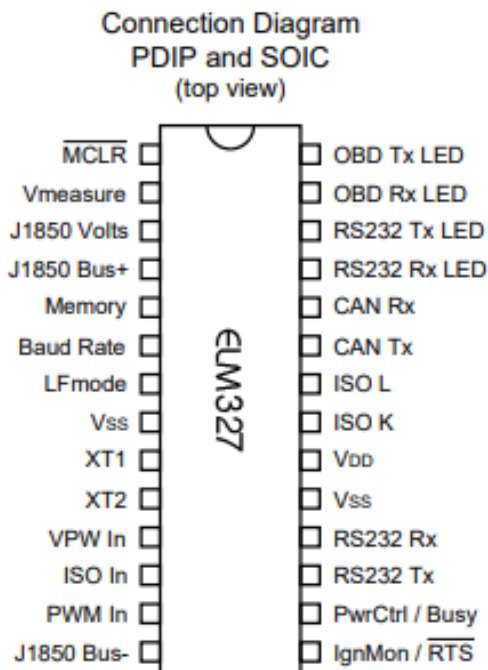 Connection Diagram
PDIP and SOIC
(top view)
MCLR OBD Tx LED
Vmeasure OBD Rx LED
J1850 Volts RS232 Tx LED
J1850 Bus+ RS232 Rx LED
Memory CAN Rx
Baud Rate CAN Tx
LFmode ISO L
Vss ISO K
XT1 VDD
XT2 Vss
VPW In RS232 Rx
ISO In RS232 Tx
PWM In PwrCtrl / Busy
J1850 Bus- IgnMon / RTS
ELM327